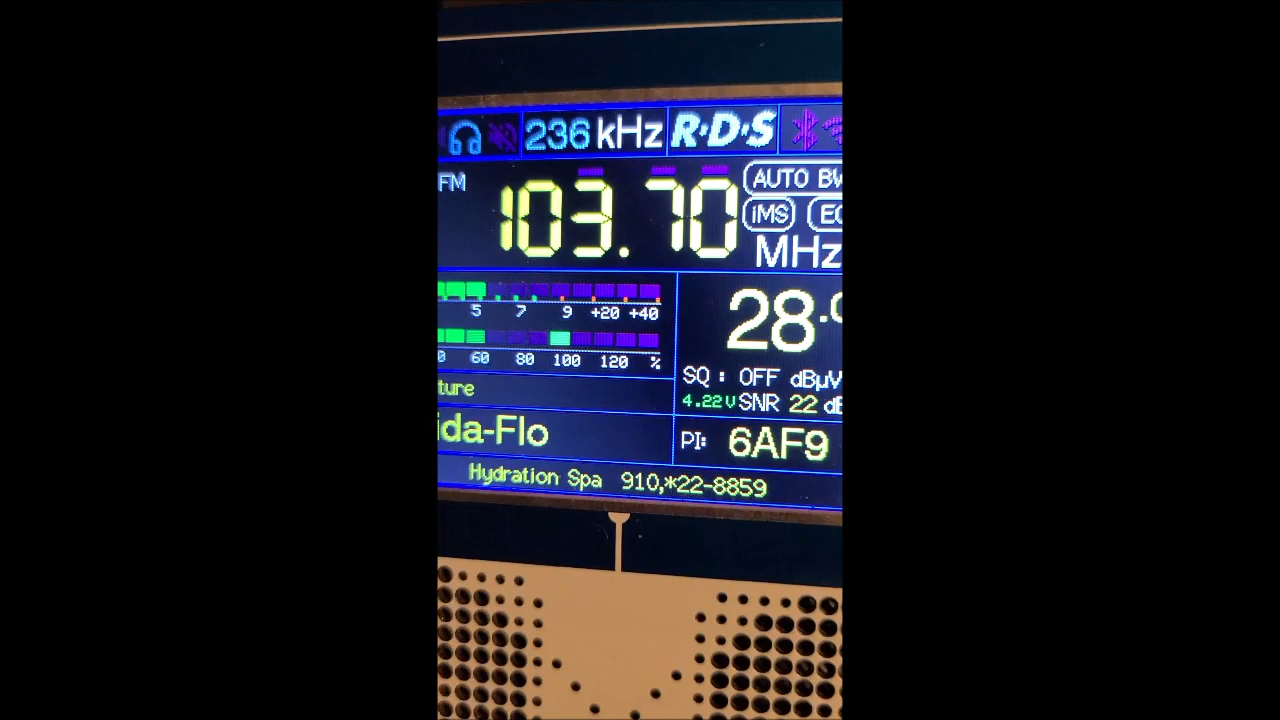 236 kHz R·D·S
FM 103.70 AUTO BW
iMS
MHz
5 7 9 +20 +40
28.
60 80 100 120 %
SQ : OFF dBµV
ture
4.22V SNR 22 dB
ida-Flo
PI: 6AF9
Hydration Spa 910,*22-8859